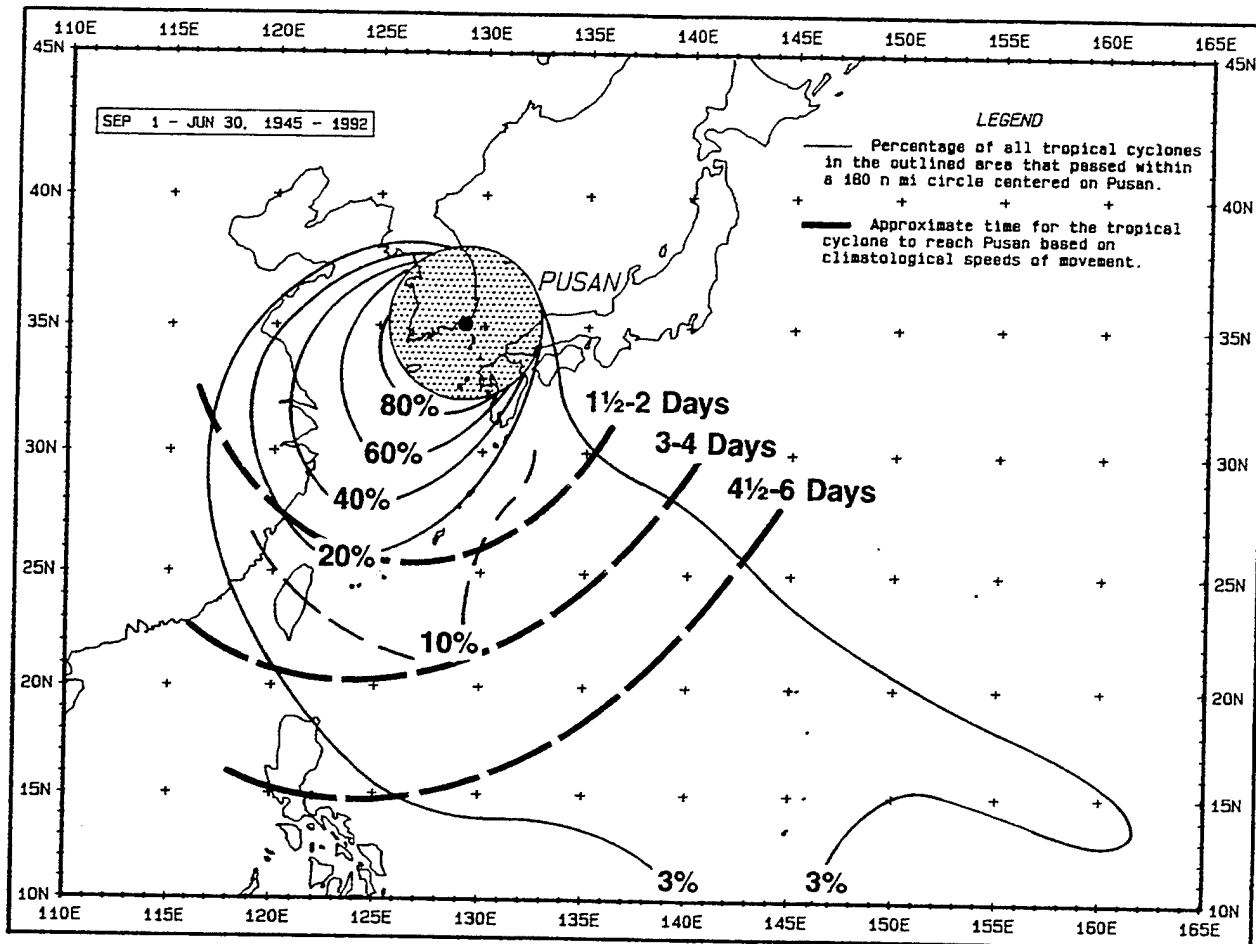 110E 115E 120E 125E 130E 135E 140E 145E 150E 155E 160E 165E
45N 45N
SEP 1 - JUN 30, 1945 - 1992
LEGEND
Percentage of all tropical cyclones
in the outlined area that passed within
a 180 n mi circle centered on Pusan.
Approximate time for the tropical
cyclone to reach Pusan based on
climatological speeds of movement.
40N 40N
PUSAN
35N 35N
80% 1½-2 Days
60% 3-4 Days
30N 30N
40% 4½-6 Days
20%
25N 25N
10%
20N 20N
15N 15N
3% 3%
10N 10N
110E 115E 120E 125E 130E 135E 140E 145E 150E 155E 160E 165E